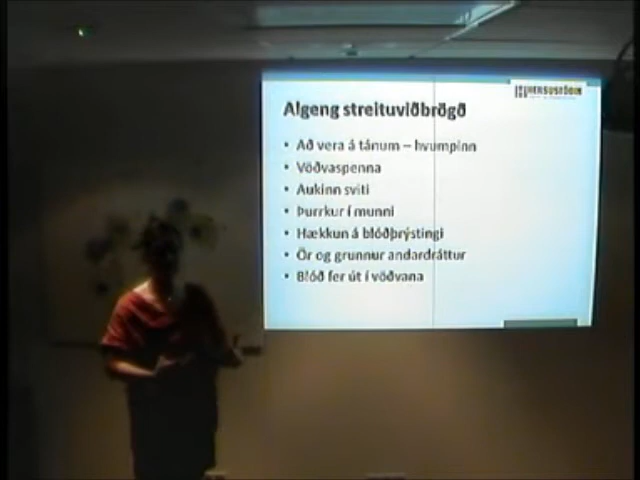 HEILSUSTÖÐIN
Algeng streituviðbrögð
• Að vera á tánum – hvumpinn
• Vöðvaspenna
• Aukinn sviti
• Þurrkur í munni
• Hækkun á blóðþrýstingi
• Ör og grunnur andardráttur
• Blóð fer út í vöðvana